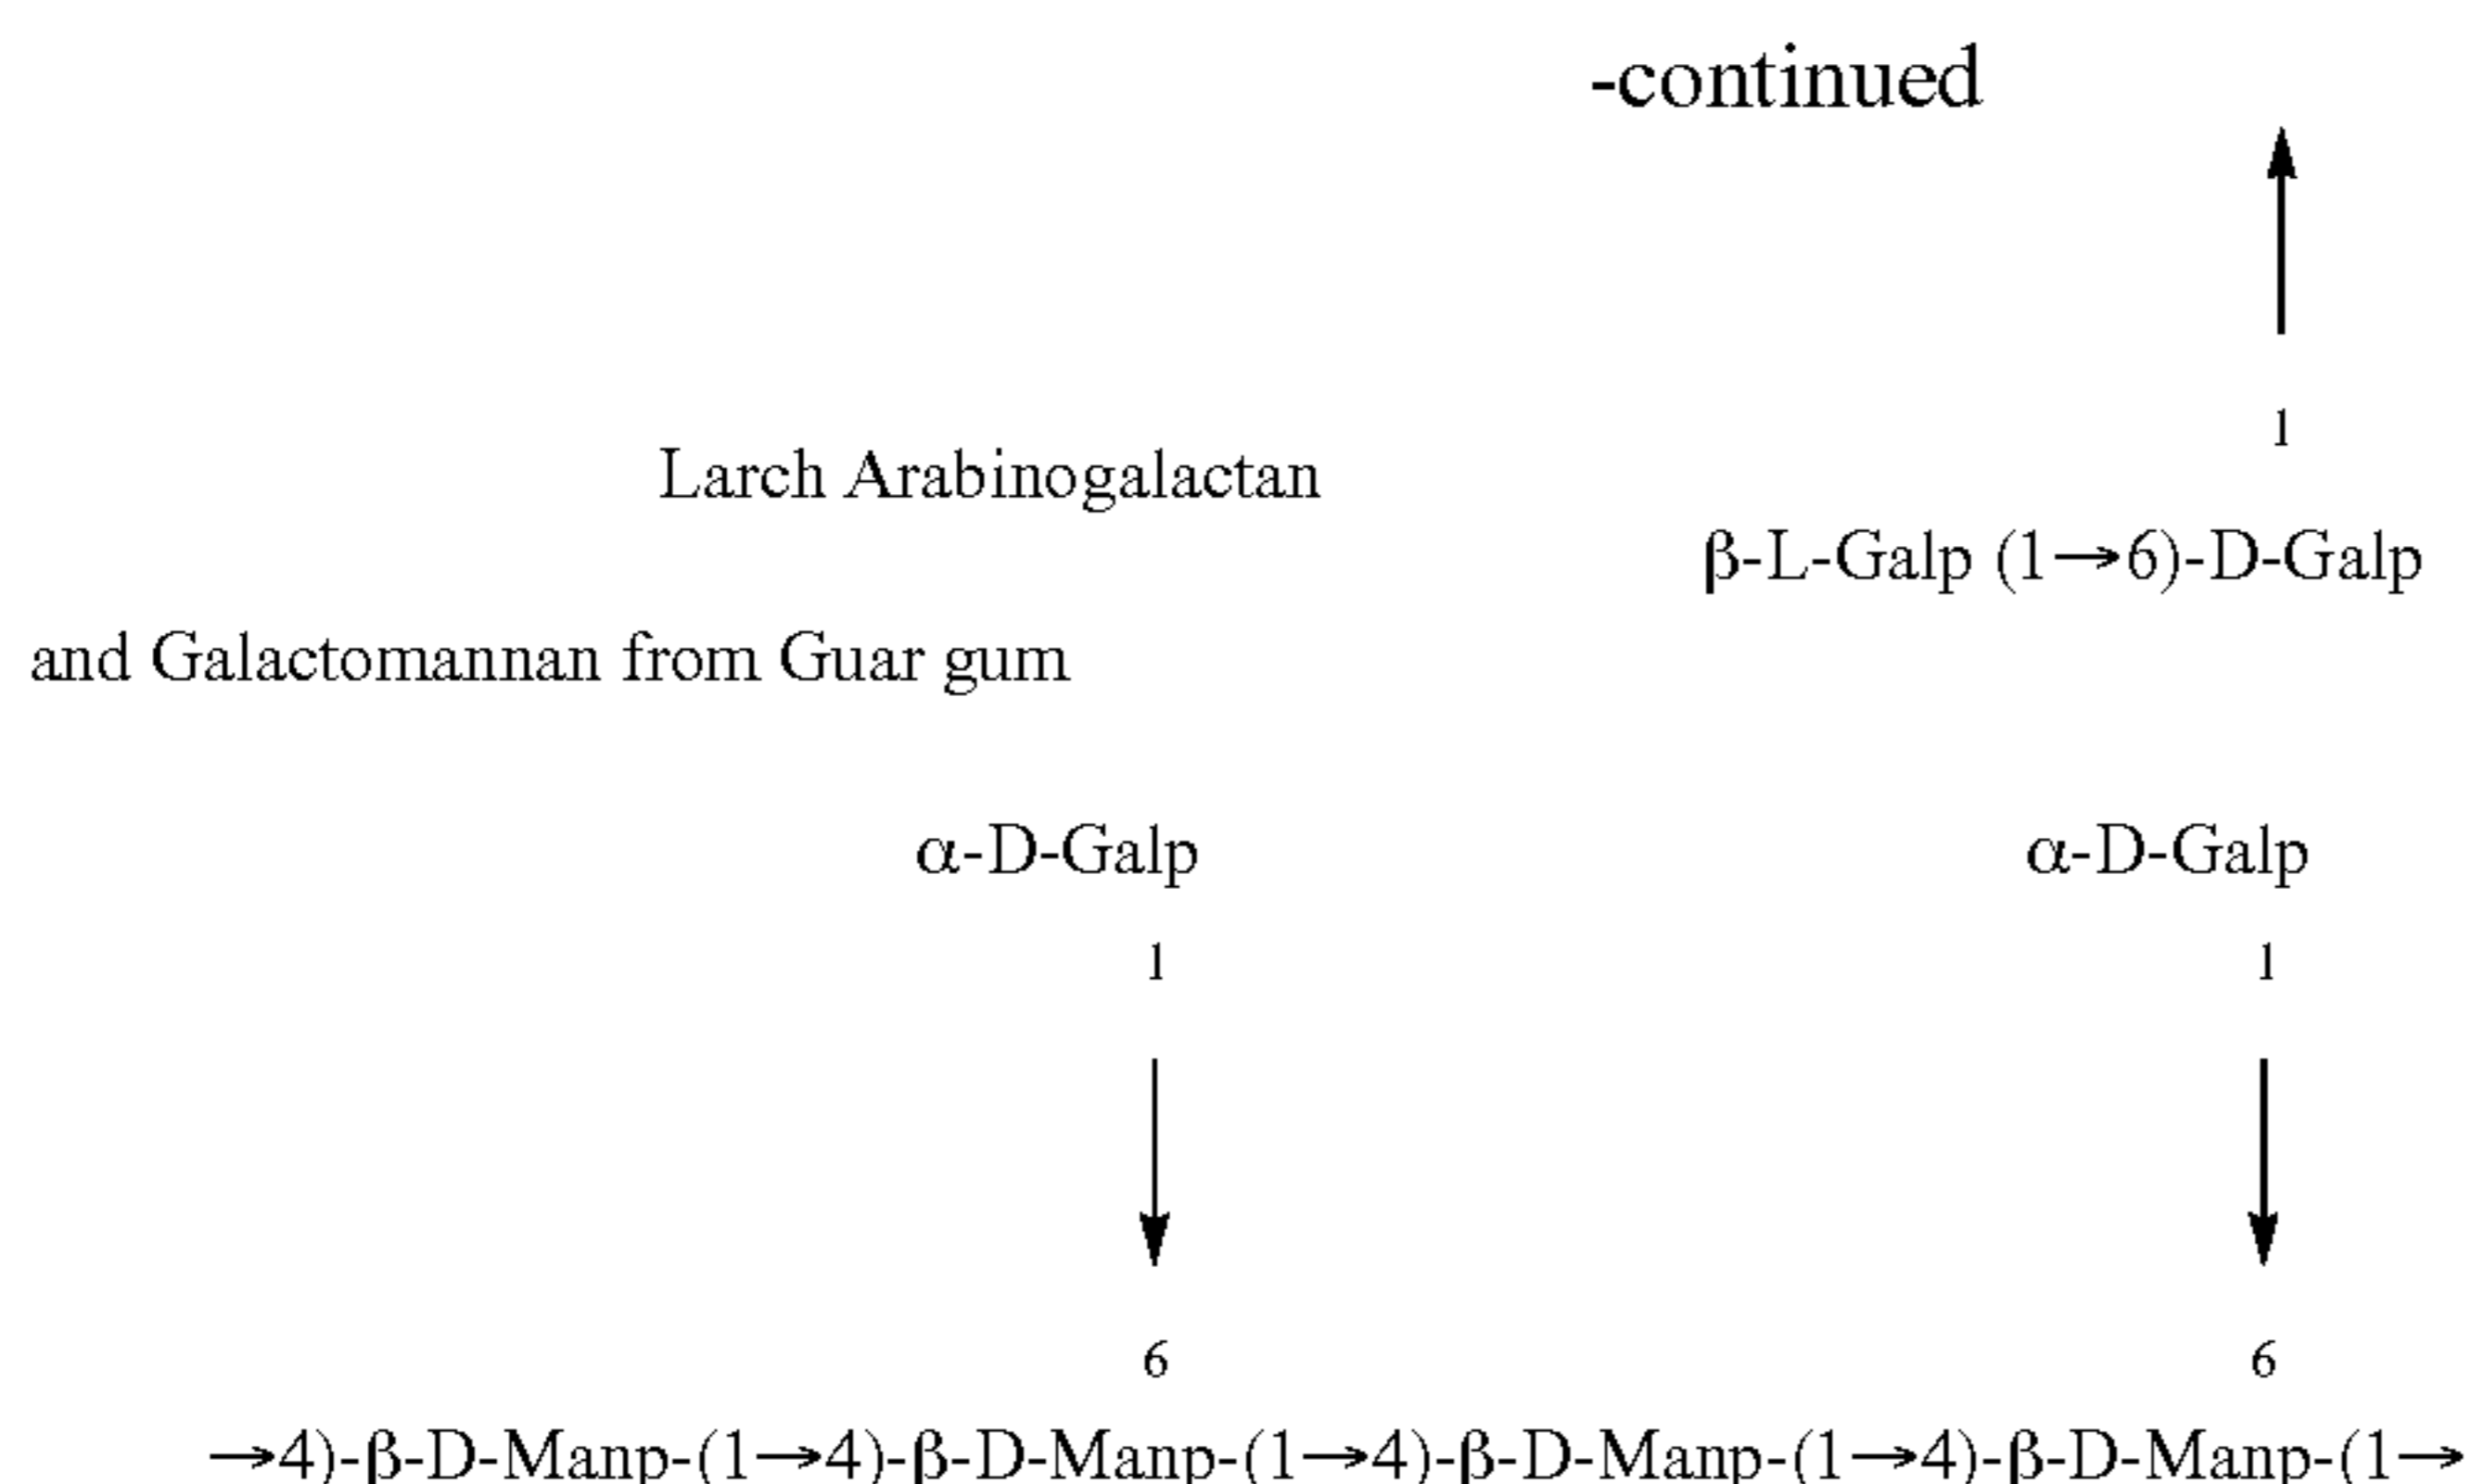 -continued
1
Larch Arabinogalactan
β-L-Galp (1→6)-D-Galp
and Galactomannan from Guar gum
α-D-Galp α-D-Galp
1 1
6 6
→4)-β-D-Manp-(1→4)-β-D-Manp-(1→4)-β-D-Manp-(1→4)-β-D-Manp-(1→